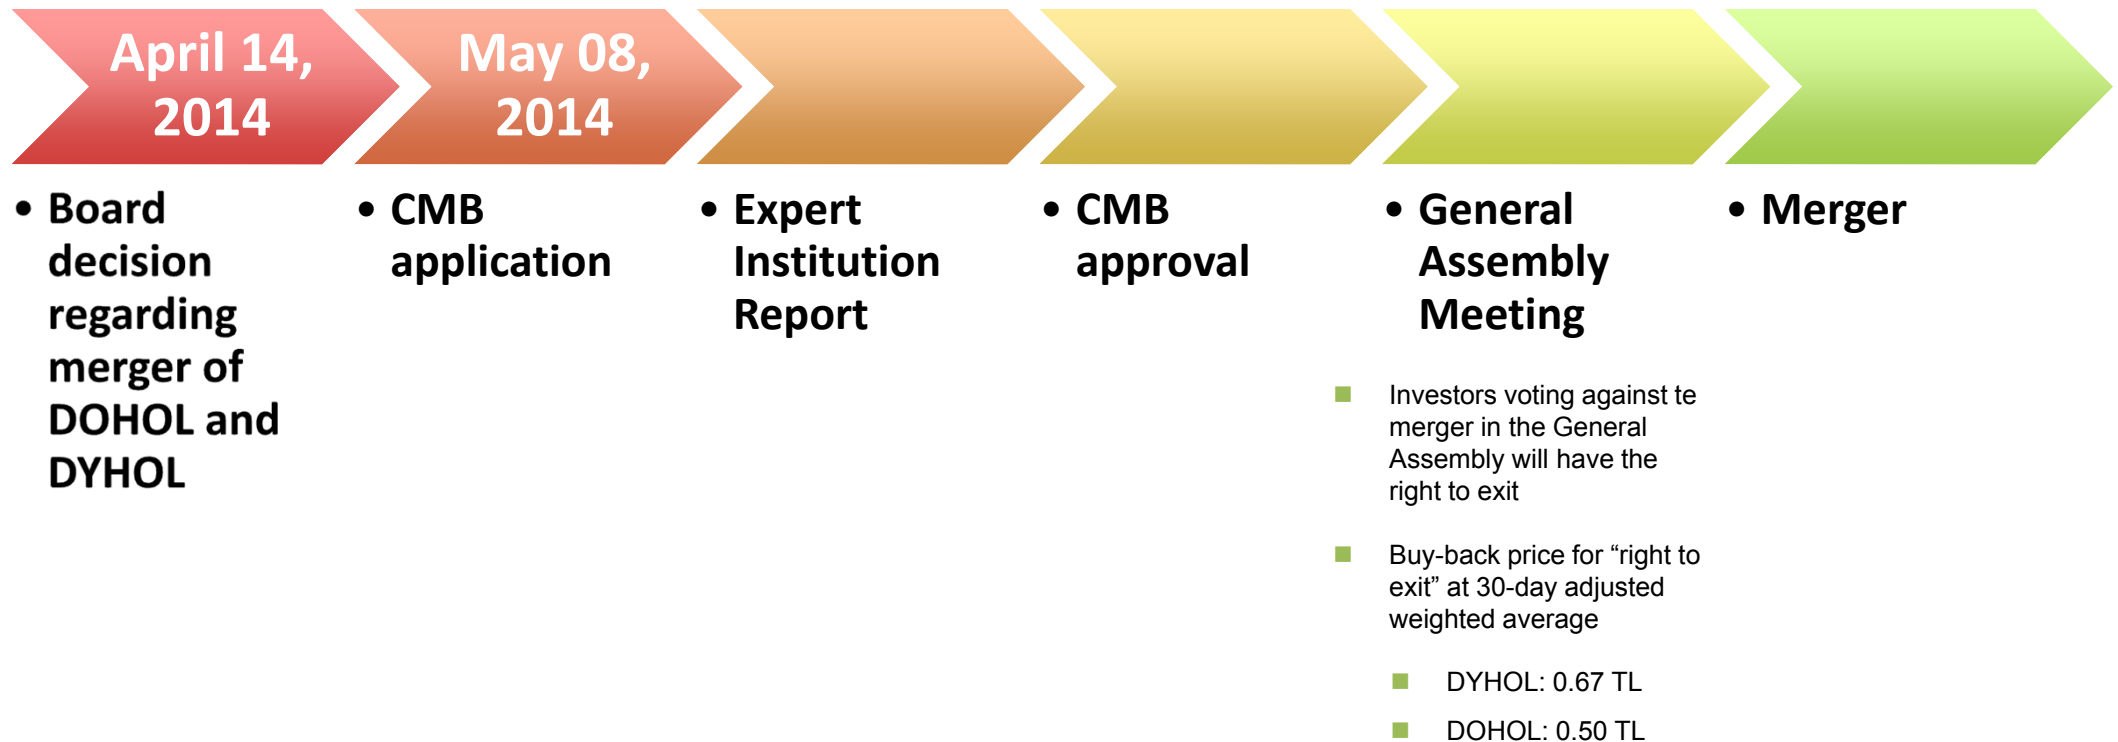 April 14,
2014
May 08,
2014
• Board
decision
regarding
merger of
DOHOL and
DYHOL
• CMB
application
• Expert
Institution
Report
• CMB
approval
• General
Assembly
Meeting
Investors voting against te
merger in the General
Assembly will have the
right to exit
Buy-back price for “right to
exit” at 30-day adjusted
weighted average
DYHOL: 0.67 TL
DOHOL: 0.50 TL
• Merger